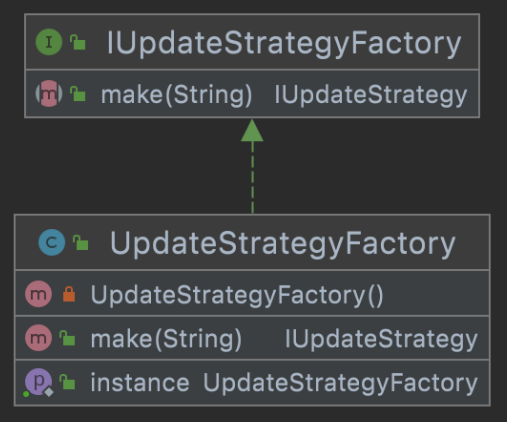 I IUpdateStrategyFactory
m make(String) IUpdateStrategy
C UpdateStrategyFactory
m UpdateStrategyFactory()
m make(String) IUpdateStrategy
p instance UpdateStrategyFactory